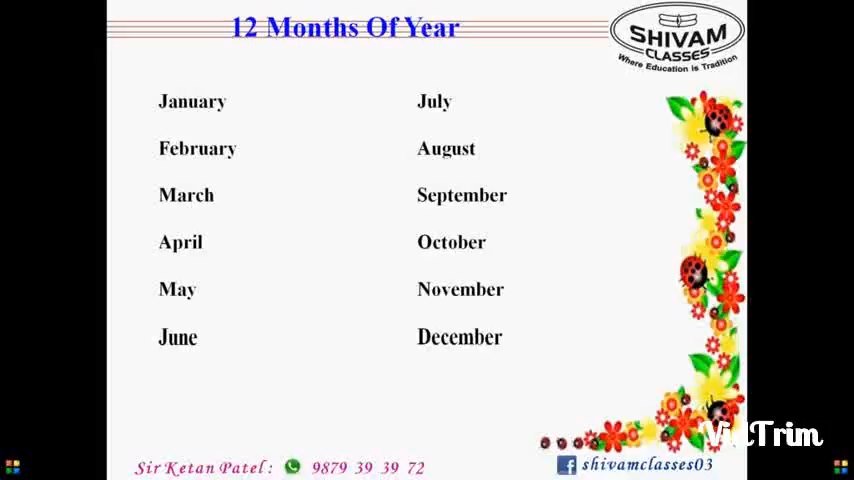 12 Months Of Year
SHIVAM
CLASSES
Where Education is Tradition
January
February
March
April
May
June
July
August
September
October
November
December
VidTrim
Sir Ketan Patel : 9879 39 39 72
shivamclasses03